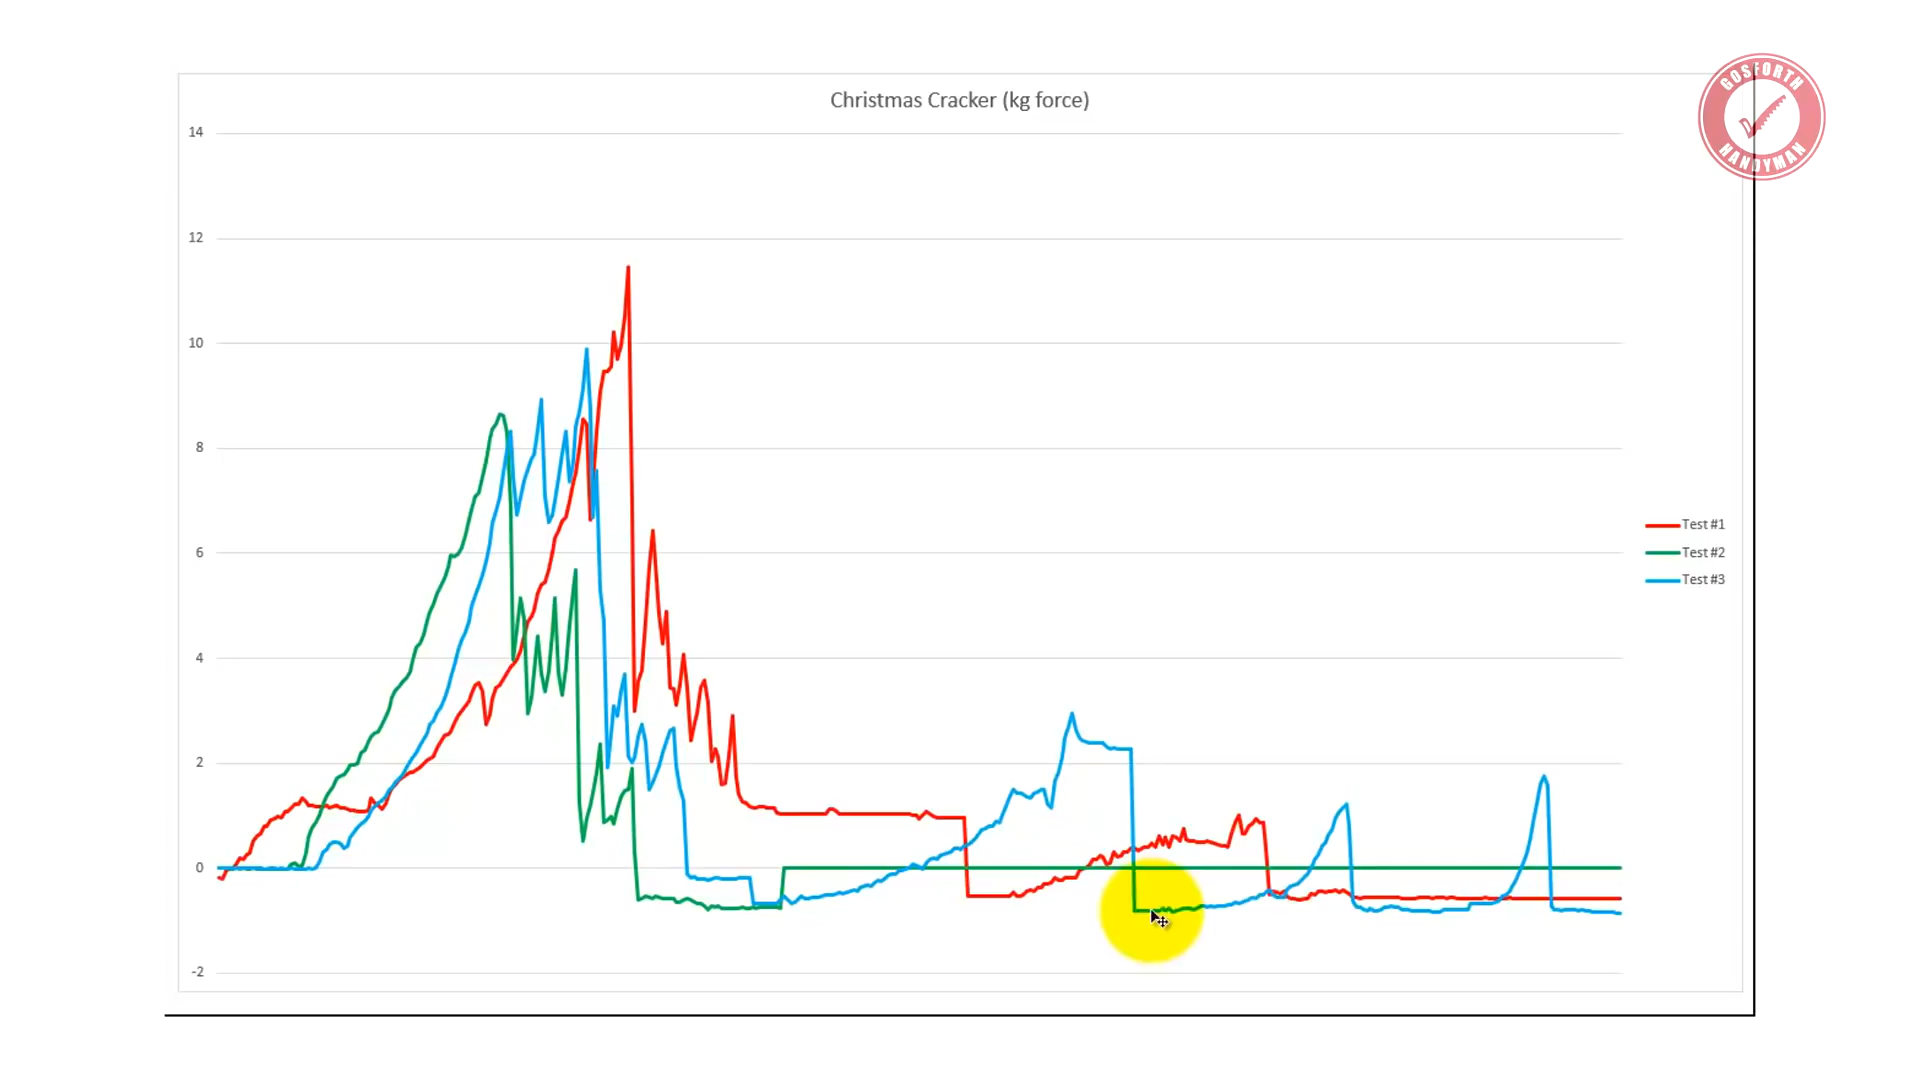 Christmas Cracker (kg force)
GOSFORTH
HANDYMAN
14
12
10
8
6
4
2
0
-2
Test #1
Test #2
Test #3